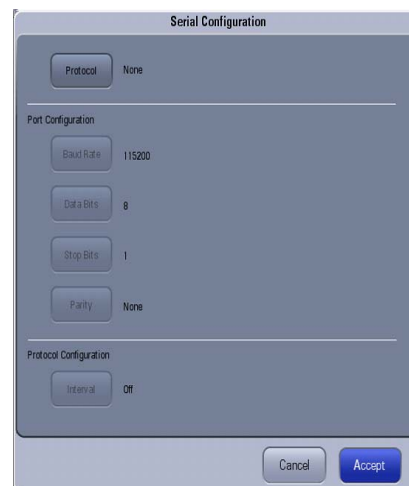 Serial Configuration
Protocol None
Port Configuration
Baud Rate 115200
Data Bits 8
Stop Bits 1
Parity None
Protocol Configuration
Interval Off
Cancel Accept